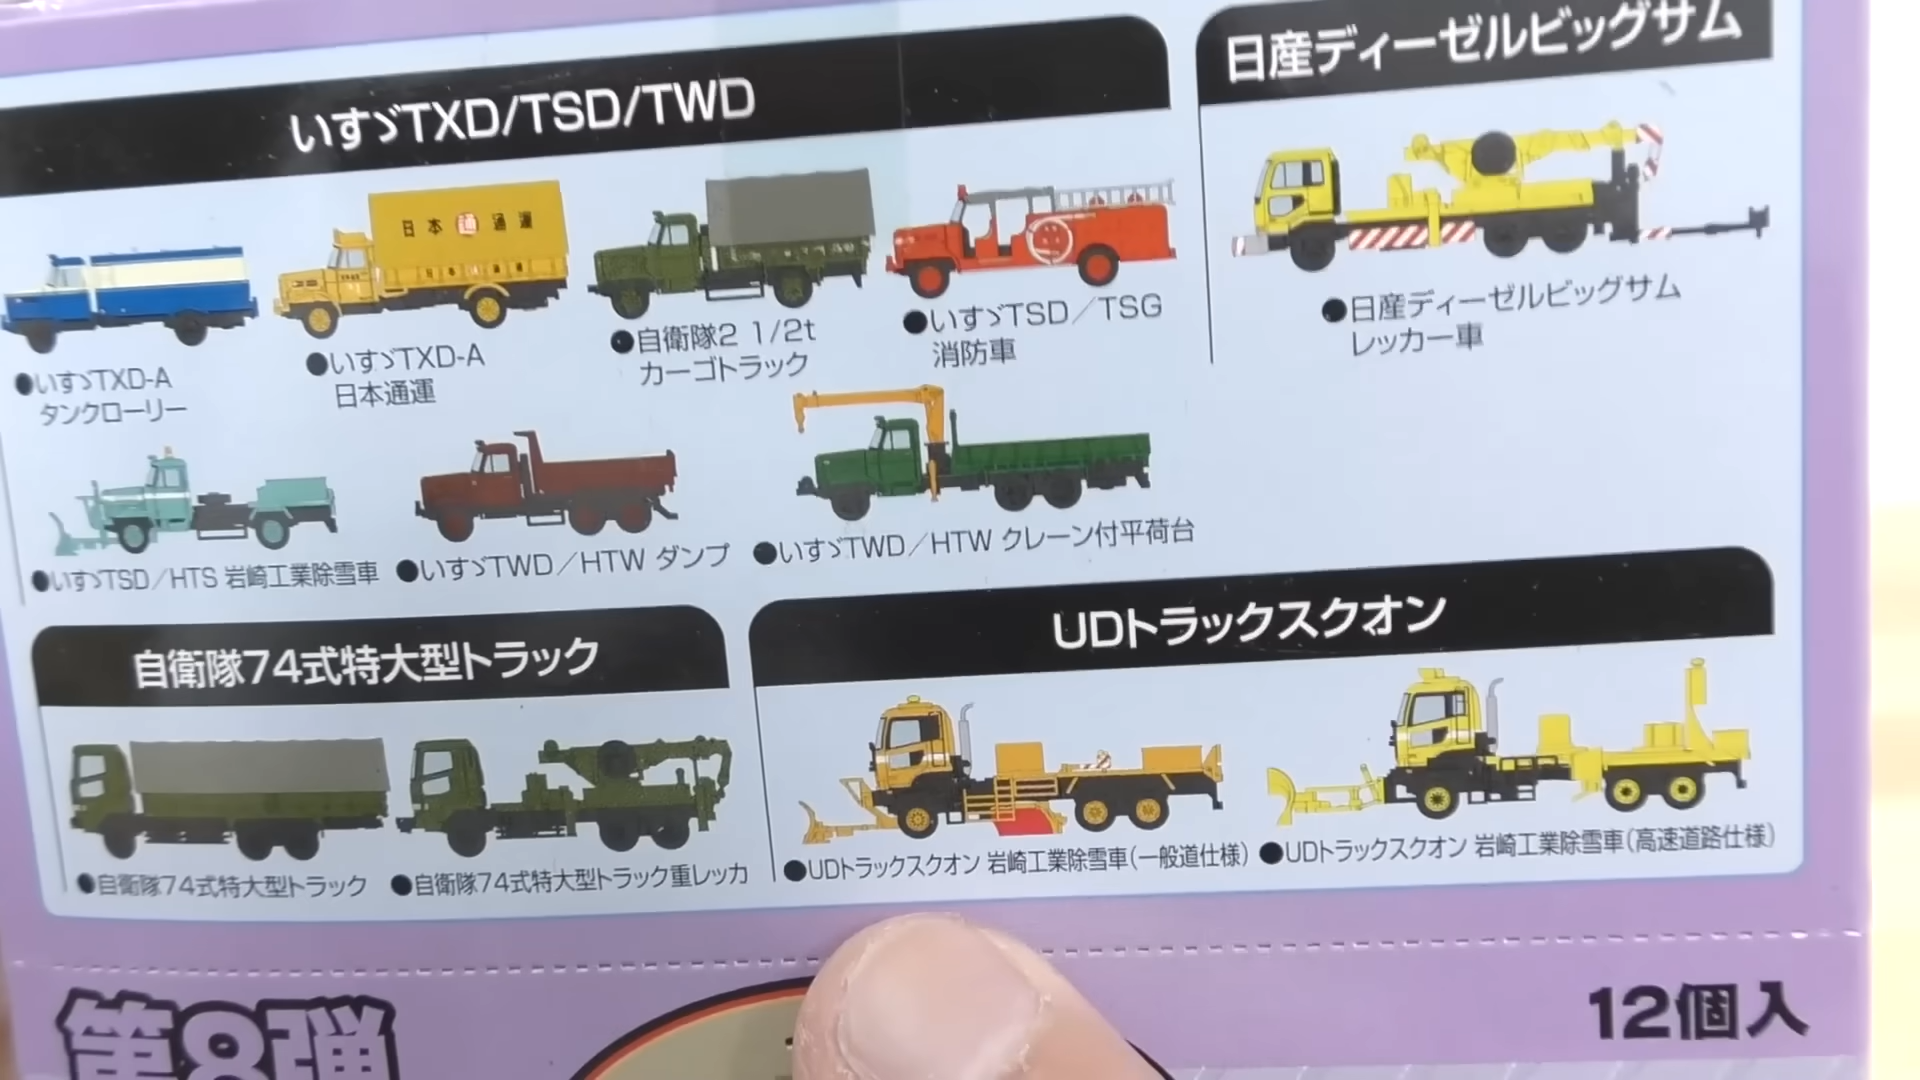 いすゞTXD/TSD/TWD
日産ディーゼルビッグサム
日本通通運
日本通運
●いすゞTXD-A
タンクローリー
●いすゞTXD-A
日本通運
●自衛隊2 1/2t
カーゴトラック
●いすゞTSD／TSG
消防車
●日産ディーゼルビッグサム
レッカー車
●いすゞTSD／HTS 岩崎工業除雪車
●いすゞTWD／HTW ダンプ
●いすゞTWD／HTW クレーン付平荷台
自衛隊74式特大型トラック
UDトラックスクオン
●自衛隊74式特大型トラック
●自衛隊74式特大型トラック重レッカ
●UDトラックスクオン 岩崎工業除雪車(一般道仕様)
●UDトラックスクオン 岩崎工業除雪車(高速道路仕様)
第8弾
12個入